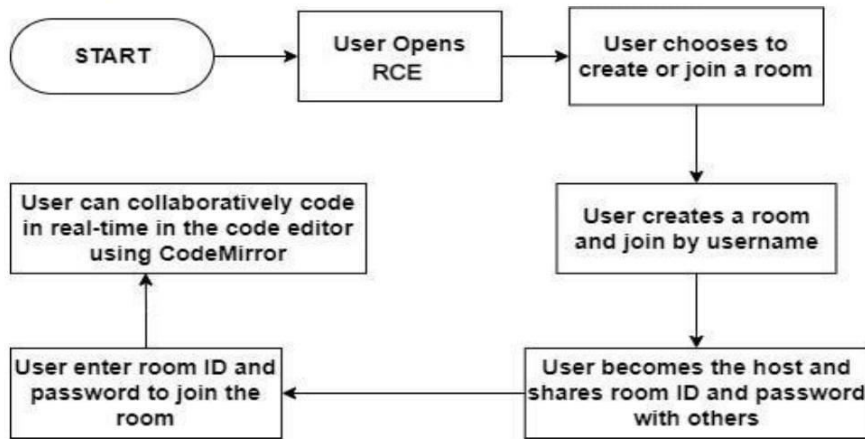 START
User Opens
RCE
User chooses to
create or join a room
User creates a room
and join by username
User becomes the host and
shares room ID and password
with others
User enter room ID and
password to join the
room
User can collaboratively code
in real-time in the code editor
using CodeMirror